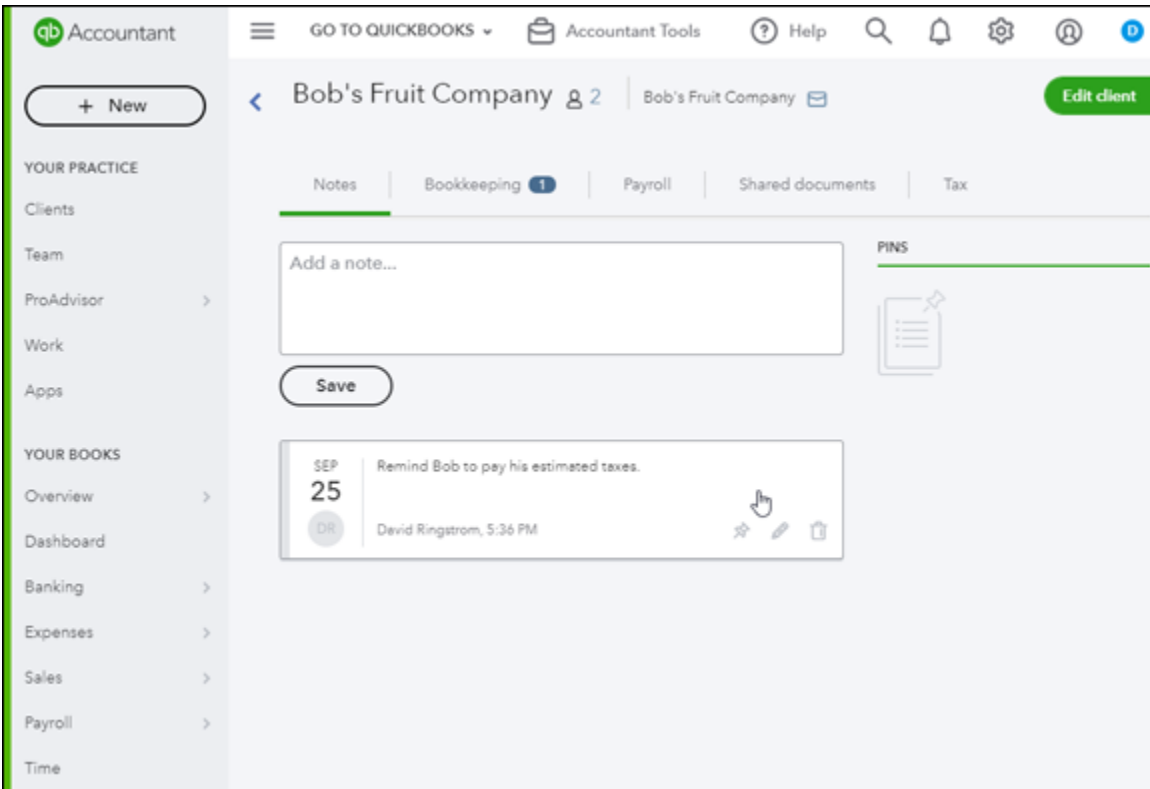 qb Accountant
GO TO QUICKBOOKS
Accountant Tools
? Help
D
+ New
Bob's Fruit Company 2
Bob's Fruit Company
Edit client
YOUR PRACTICE
Clients
Team
ProAdvisor
Work
Apps
YOUR BOOKS
Overview
Dashboard
Banking
Expenses
Sales
Payroll
Time
Notes
Bookkeeping 1
Payroll
Shared documents
Tax
Add a note...
PINS
Save
SEP
25
DR
Remind Bob to pay his estimated taxes.
David Ringstrom, 5:36 PM